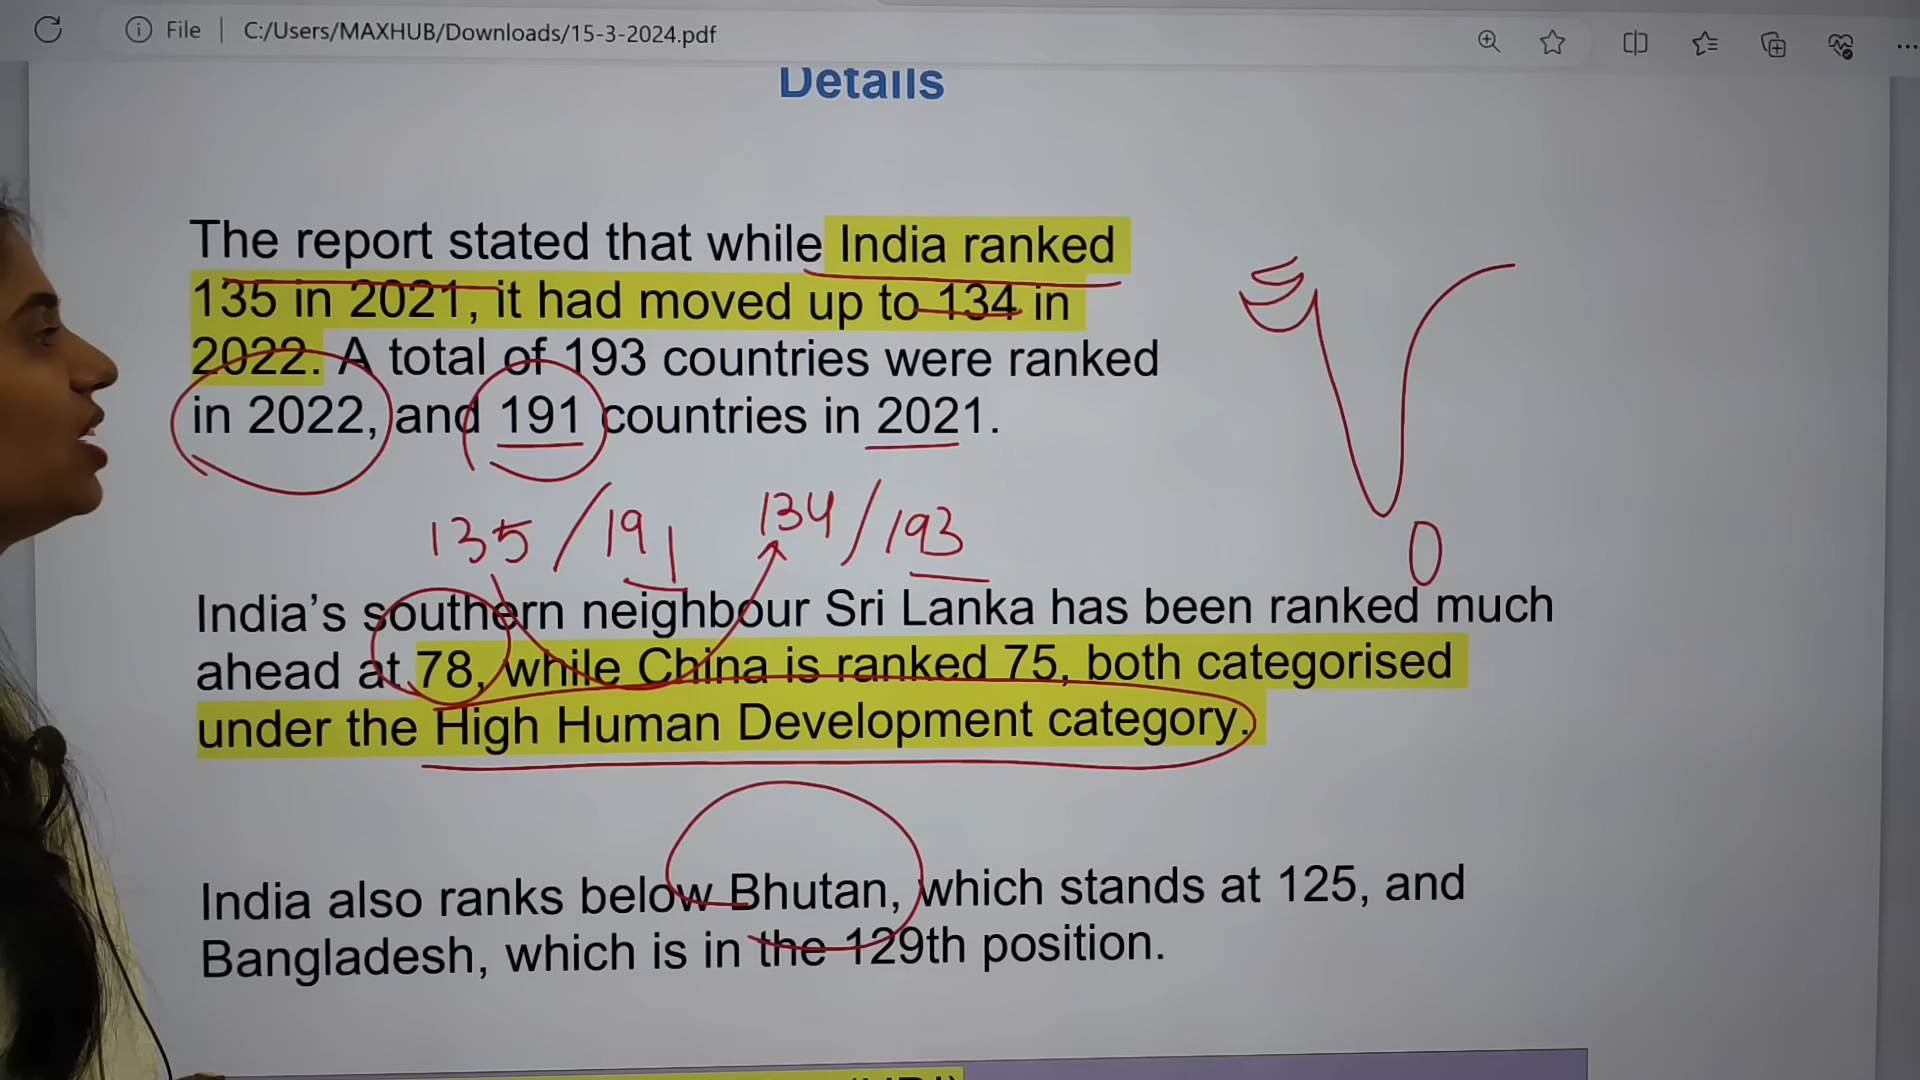 File C:/Users/MAXHUB/Downloads/15-3-2024.pdf
Details
The report stated that while India ranked
135 in 2021, it had moved up to 134 in
2022. A total of 193 countries were ranked
in 2022, and 191 countries in 2021.
135/191 134/193
0
India’s southern neighbour Sri Lanka has been ranked much
ahead at 78, while China is ranked 75, both categorised
under the High Human Development category.
India also ranks below Bhutan, which stands at 125, and
Bangladesh, which is in the 129th position.